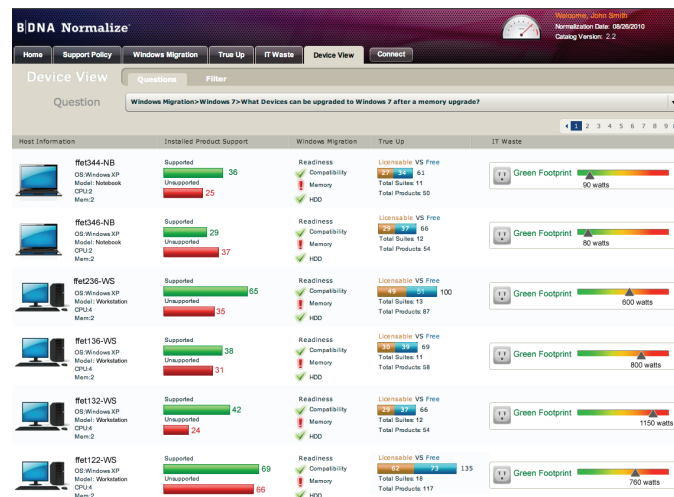 BDNA Normalize
Welcome, John Smith
Normalization Date: 08/26/2010
Catalog Version: 2.2
Home Support Policy Windows Migration True Up IT Waste Device View Connect
Device View Questions Filter
Question Windows Migration>Windows 7>What Devices can be upgraded to Windows 7 after a memory upgrade?
1 2 3 4 5 6 7 8 9
Host Information Installed Product Support Windows Migration True Up IT Waste
ffet344-NB
OS:Windows XP
Model: Notebook
CPU:2
Mem:2
Supported
36
Unsupported
25
Readiness
Compatibility
Memory
HDD
Licensable VS Free
27 34 61
Total Suites: 11
Total Products: 50
Green Footprint
90 watts
ffet346-NB
OS:Windows XP
Model: Notebook
CPU:2
Mem:2
Supported
29
Unsupported
37
Readiness
Compatibility
Memory
HDD
Licensable VS Free
29 37 66
Total Suites: 12
Total Products: 54
Green Footprint
80 watts
ffet236-WS
OS:Windows XP
Model: Workstation
CPU:4
Mem:2
Supported
65
Unsupported
35
Readiness
Compatibility
Memory
HDD
Licensable VS Free
49 51 100
Total Suites: 13
Total Products: 87
Green Footprint
600 watts
ffet136-WS
OS:Windows XP
Model: Workstation
CPU:4
Mem:2
Supported
38
Unsupported
31
Readiness
Compatibility
Memory
HDD
Licensable VS Free
30 39 69
Total Suites: 11
Total Products: 58
Green Footprint
800 watts
ffet132-WS
OS:Windows XP
Model: Workstation
CPU:4
Mem:2
Supported
42
Unsupported
24
Readiness
Compatibility
Memory
HDD
Licensable VS Free
29 37 66
Total Suites: 12
Total Products: 54
Green Footprint
1150 watts
ffet122-WS
OS:Windows XP
Model: Workstation
CPU:4
Mem:2
Supported
69
Unsupported
66
Readiness
Compatibility
Memory
HDD
Licensable VS Free
62 73 135
Total Suites: 18
Total Products: 117
Green Footprint
760 watts